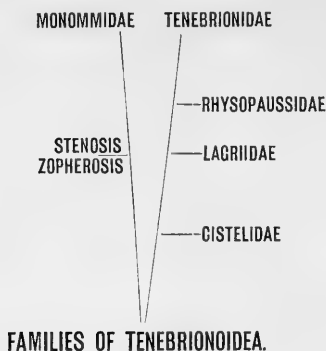 MONOMMIDAE TENEBRIONIDAE
RHYSOPAUSSIDAE
STENOSIS
ZOPHEROSIS
LAGRIIDAE
CISTELIDAE
FAMILIES OF TENEBRIONOIDEA.